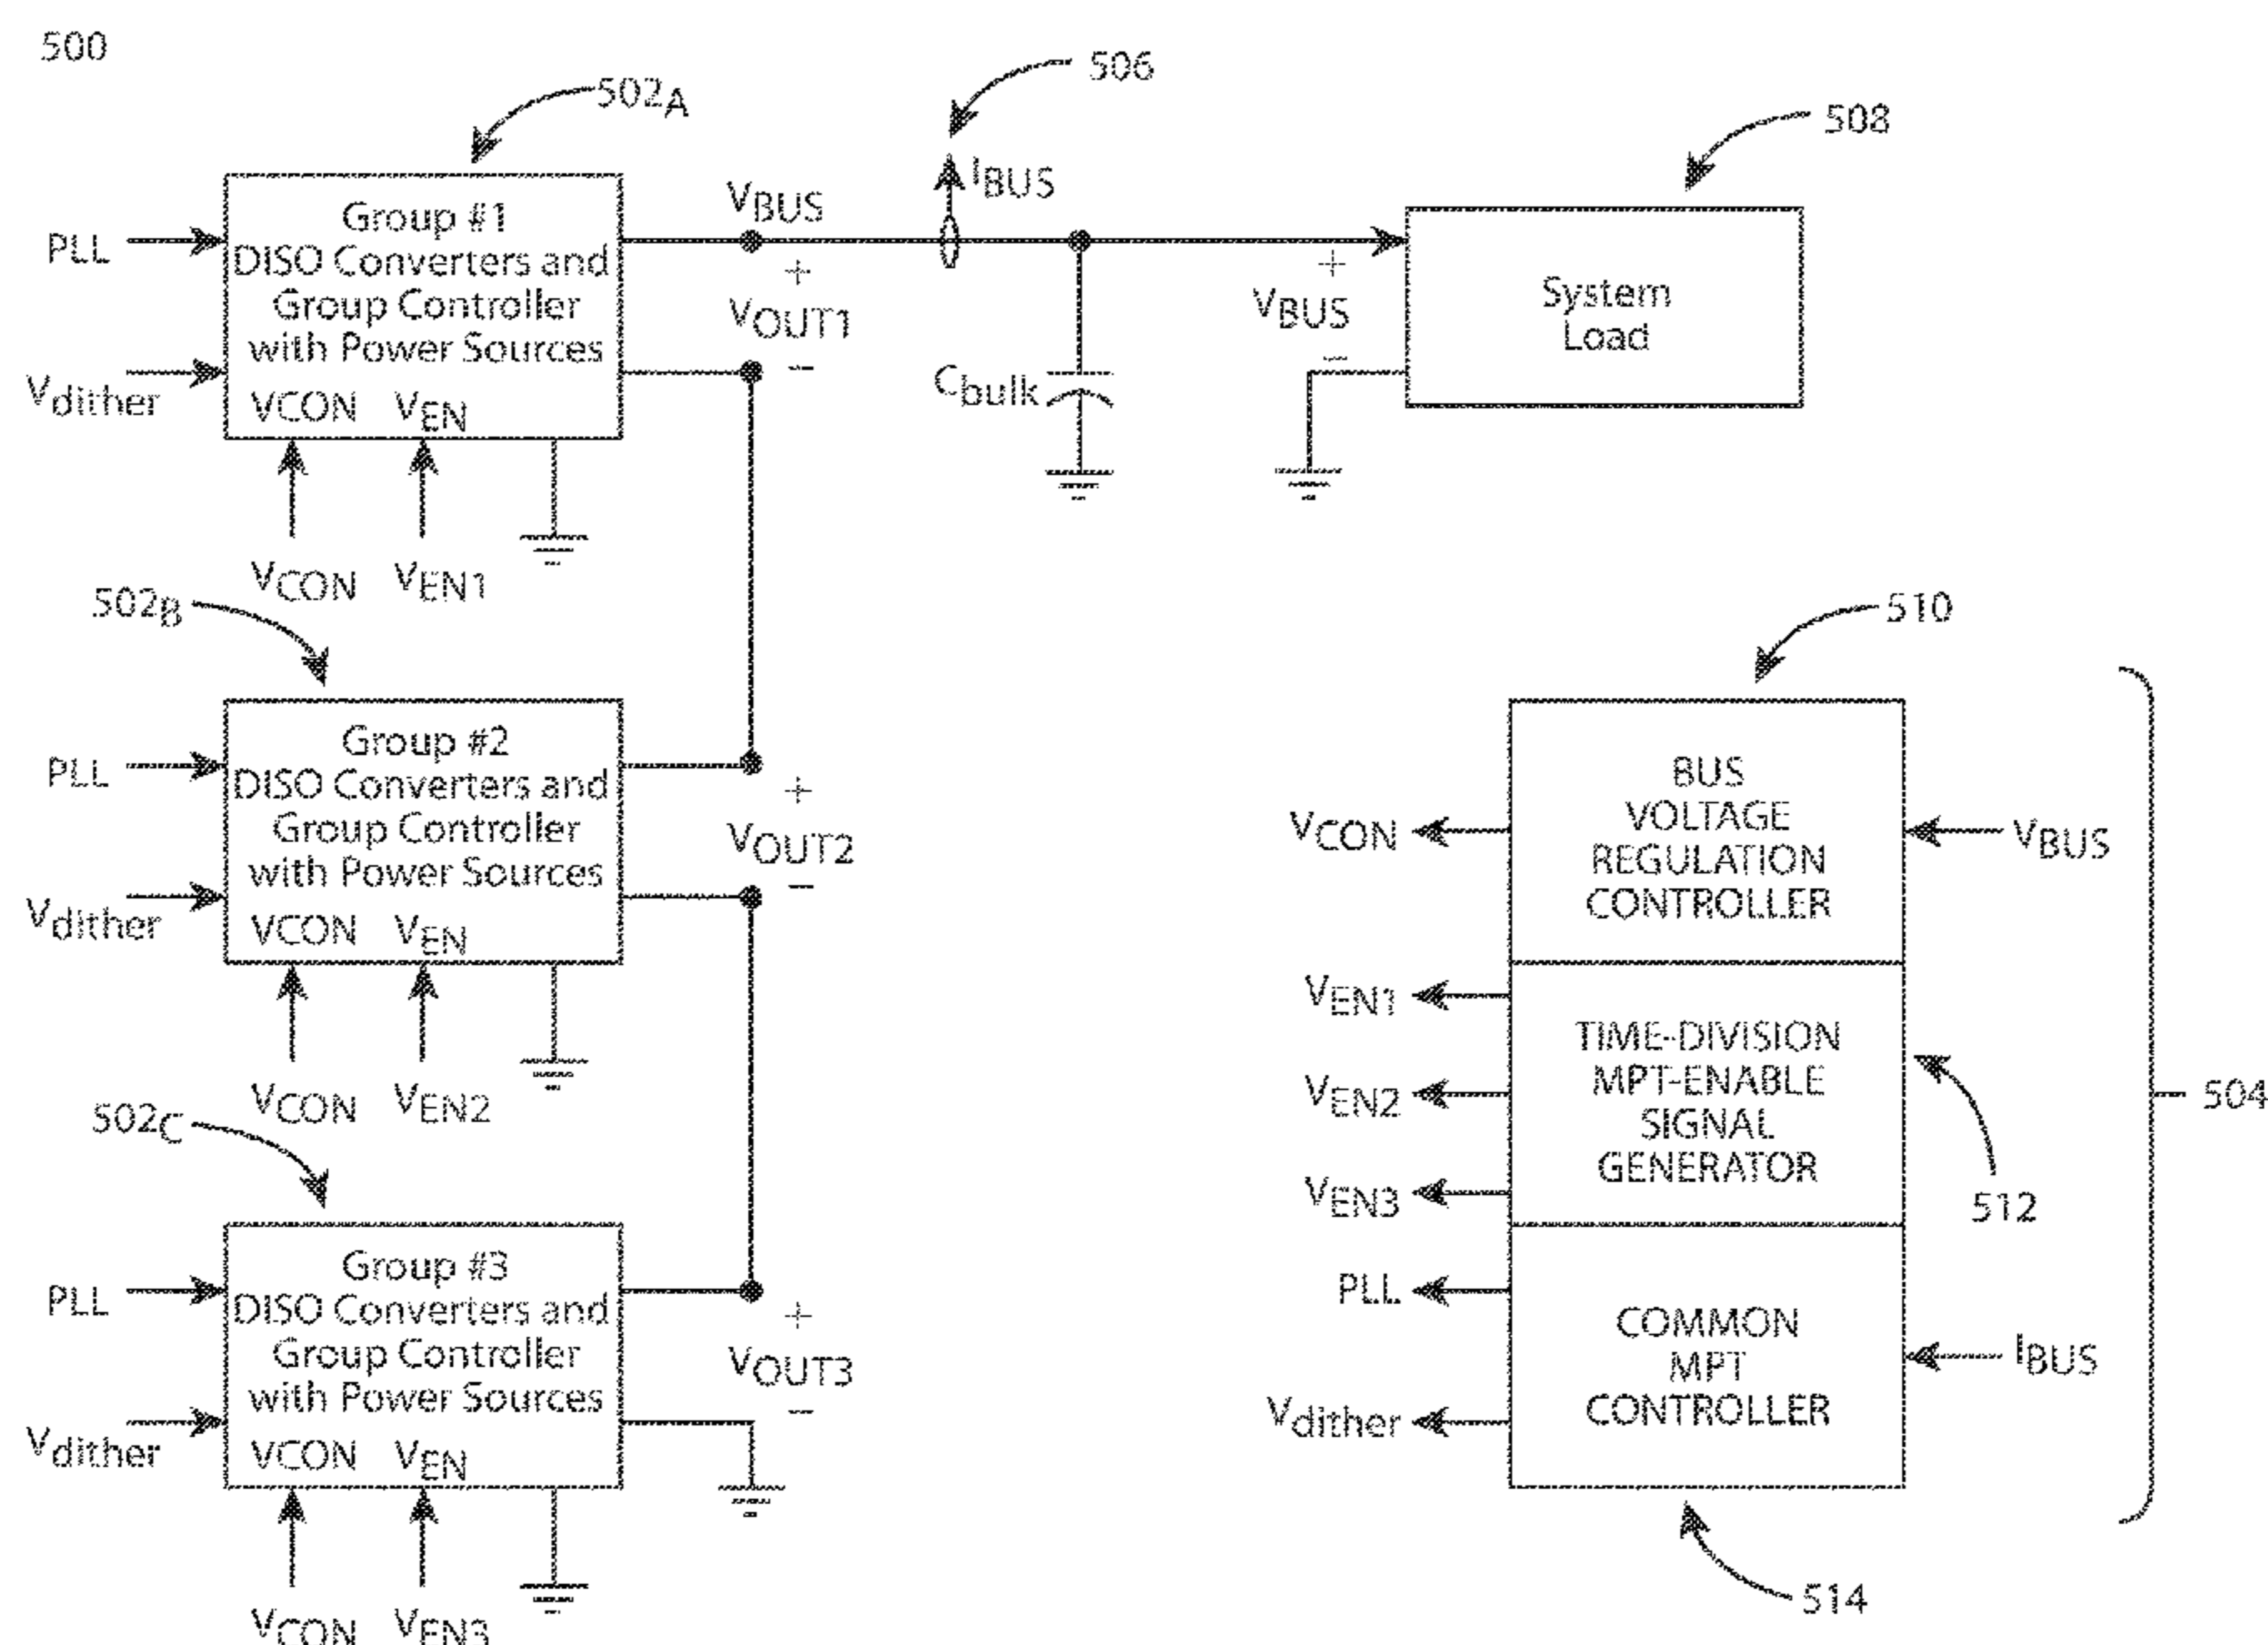 500
502A
506
508
Group #1
DISO Converters and
Group Controller
with Power Sources
VCON VEN
PLL
Vdither
VCON VEN1
VBUS
+
VOUT1
−
IBUS
Cbulk
+
VBUS
−
System
Load
502B
Group #2
DISO Converters and
Group Controller
with Power Sources
VCON VEN
PLL
Vdither
VCON VEN2
+
VOUT2
−
502C
Group #3
DISO Converters and
Group Controller
with Power Sources
VCON VEN
PLL
Vdither
VCON VEN3
+
VOUT3
−
510
BUS
VOLTAGE
REGULATION
CONTROLLER
VCON
VBUS
TIME-DIVISION
MPT-ENABLE
SIGNAL
GENERATOR
VEN1
VEN2
VEN3
512
504
COMMON
MPT
CONTROLLER
PLL
Vdither
IBUS
514